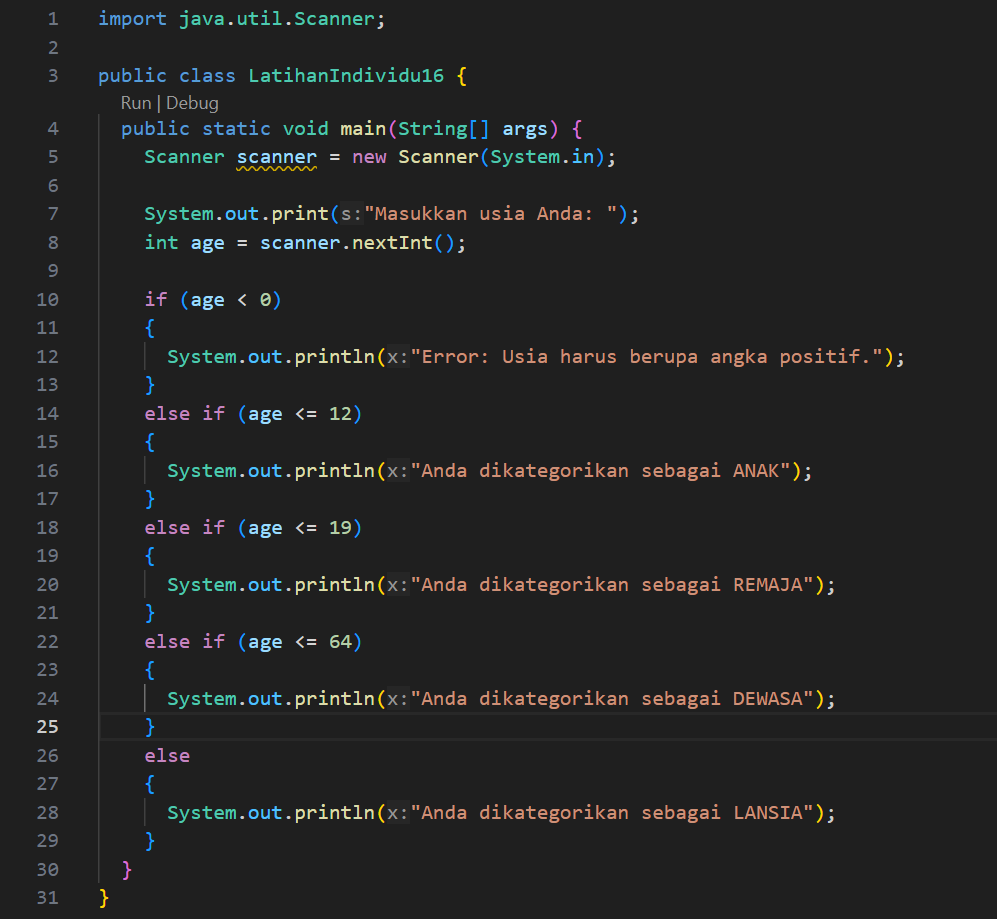 1 import java.util.Scanner;
2
3 public class LatihanIndividu16 {
Run | Debug
4 public static void main(String[] args) {
5 Scanner scanner = new Scanner(System.in);
6
7 System.out.print(s:"Masukkan usia Anda: ");
8 int age = scanner.nextInt();
9
10 if (age < 0)
11 {
12 System.out.println(x:"Error: Usia harus berupa angka positif.");
13 }
14 else if (age <= 12)
15 {
16 System.out.println(x:"Anda dikategorikan sebagai ANAK");
17 }
18 else if (age <= 19)
19 {
20 System.out.println(x:"Anda dikategorikan sebagai REMAJA");
21 }
22 else if (age <= 64)
23 {
24 System.out.println(x:"Anda dikategorikan sebagai DEWASA");
25 }
26 else
27 {
28 System.out.println(x:"Anda dikategorikan sebagai LANSIA");
29 }
30 }
31 }